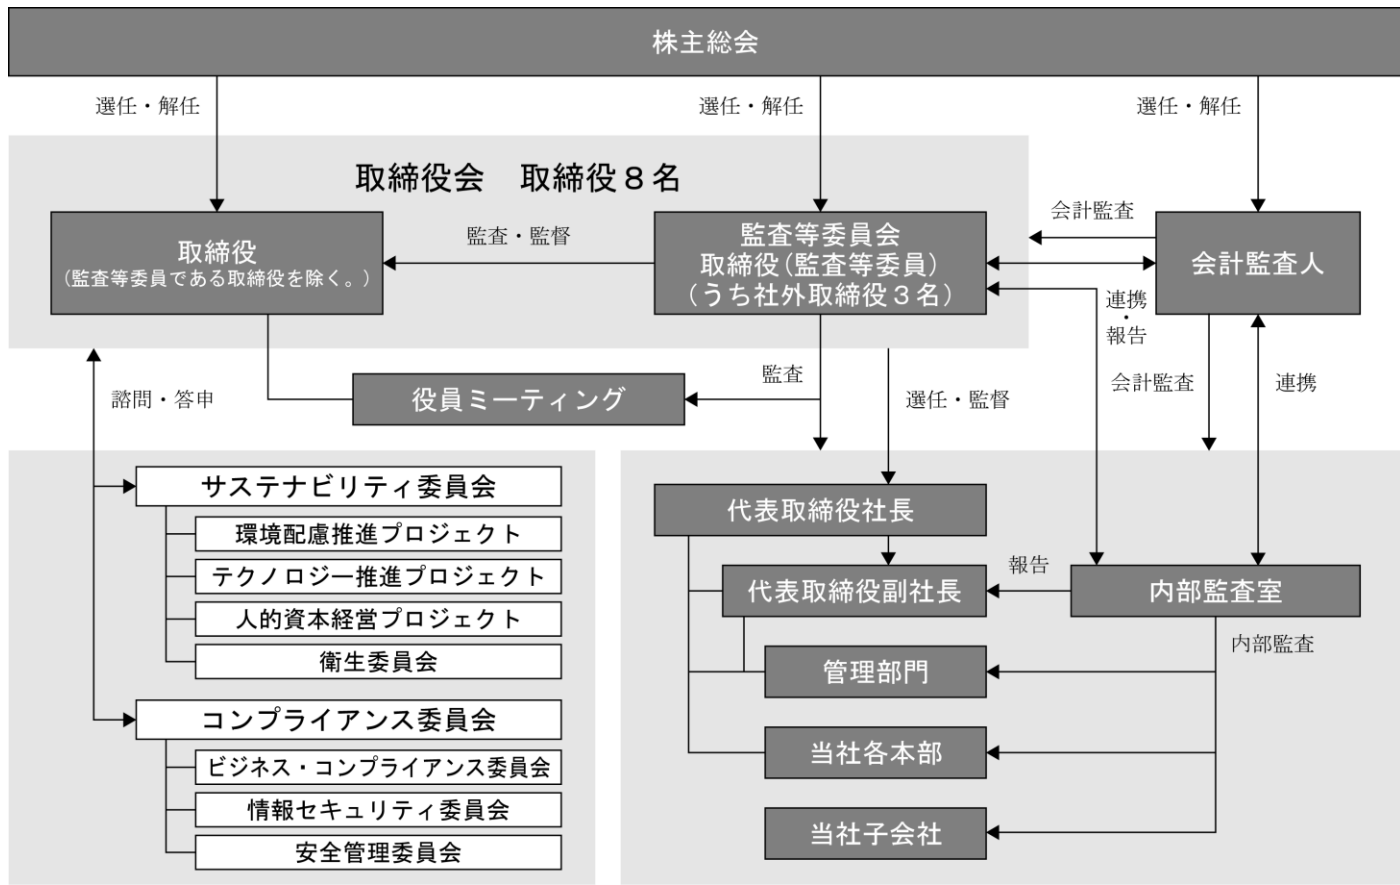 株主総会
選任・解任
選任・解任
選任・解任
取締役会　取締役８名
取締役
（監査等委員である取締役を除く。）
監査・監督
監査等委員会
取締役（監査等委員）
（うち社外取締役３名）
会計監査
会計監査人
連携
・
報告
諮問・答申
役員ミーティング
監査
選任・監督
会計監査
連携
サステナビリティ委員会
環境配慮推進プロジェクト
テクノロジー推進プロジェクト
人的資本経営プロジェクト
衛生委員会
コンプライアンス委員会
ビジネス・コンプライアンス委員会
情報セキュリティ委員会
安全管理委員会
代表取締役社長
代表取締役副社長
報告
内部監査室
内部監査
管理部門
当社各本部
当社子会社